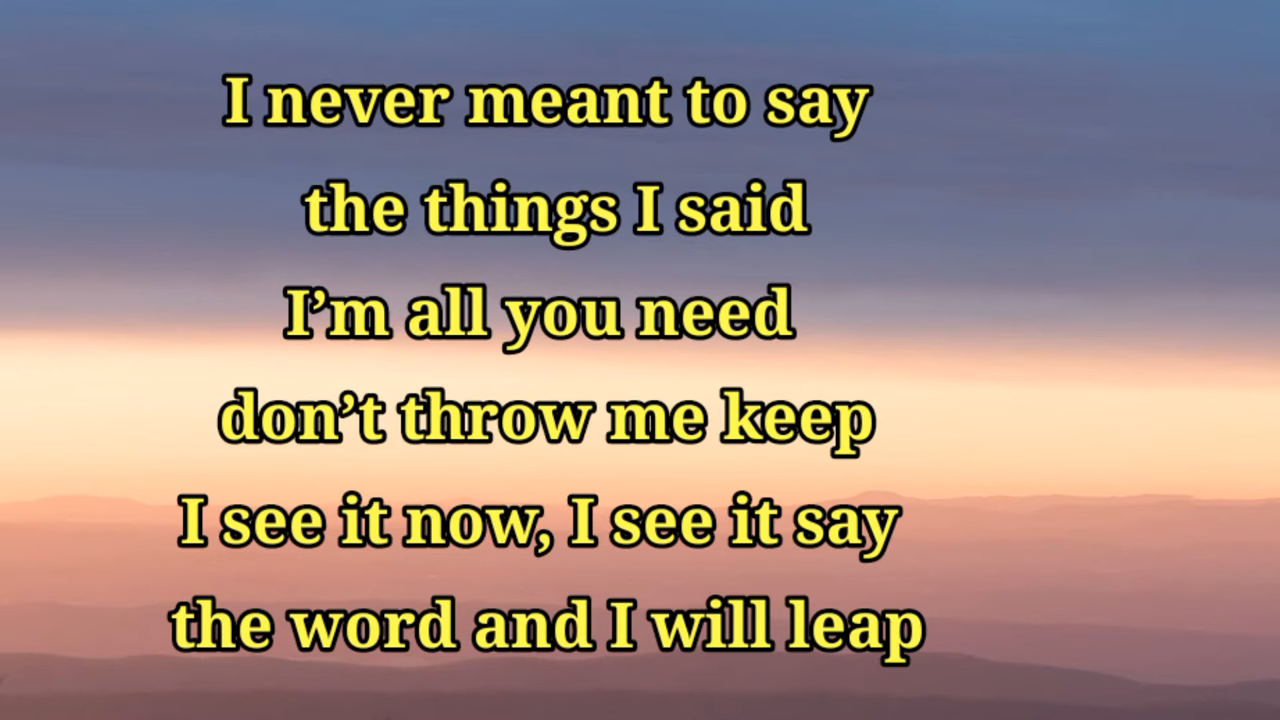 I never meant to say
the things I said
I’m all you need
don’t throw me keep
I see it now, I see it say
the word and I will leap